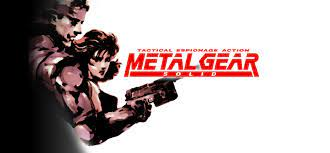 TACTICAL ESPIONAGE ACTION
METAL GEAR
SOLID